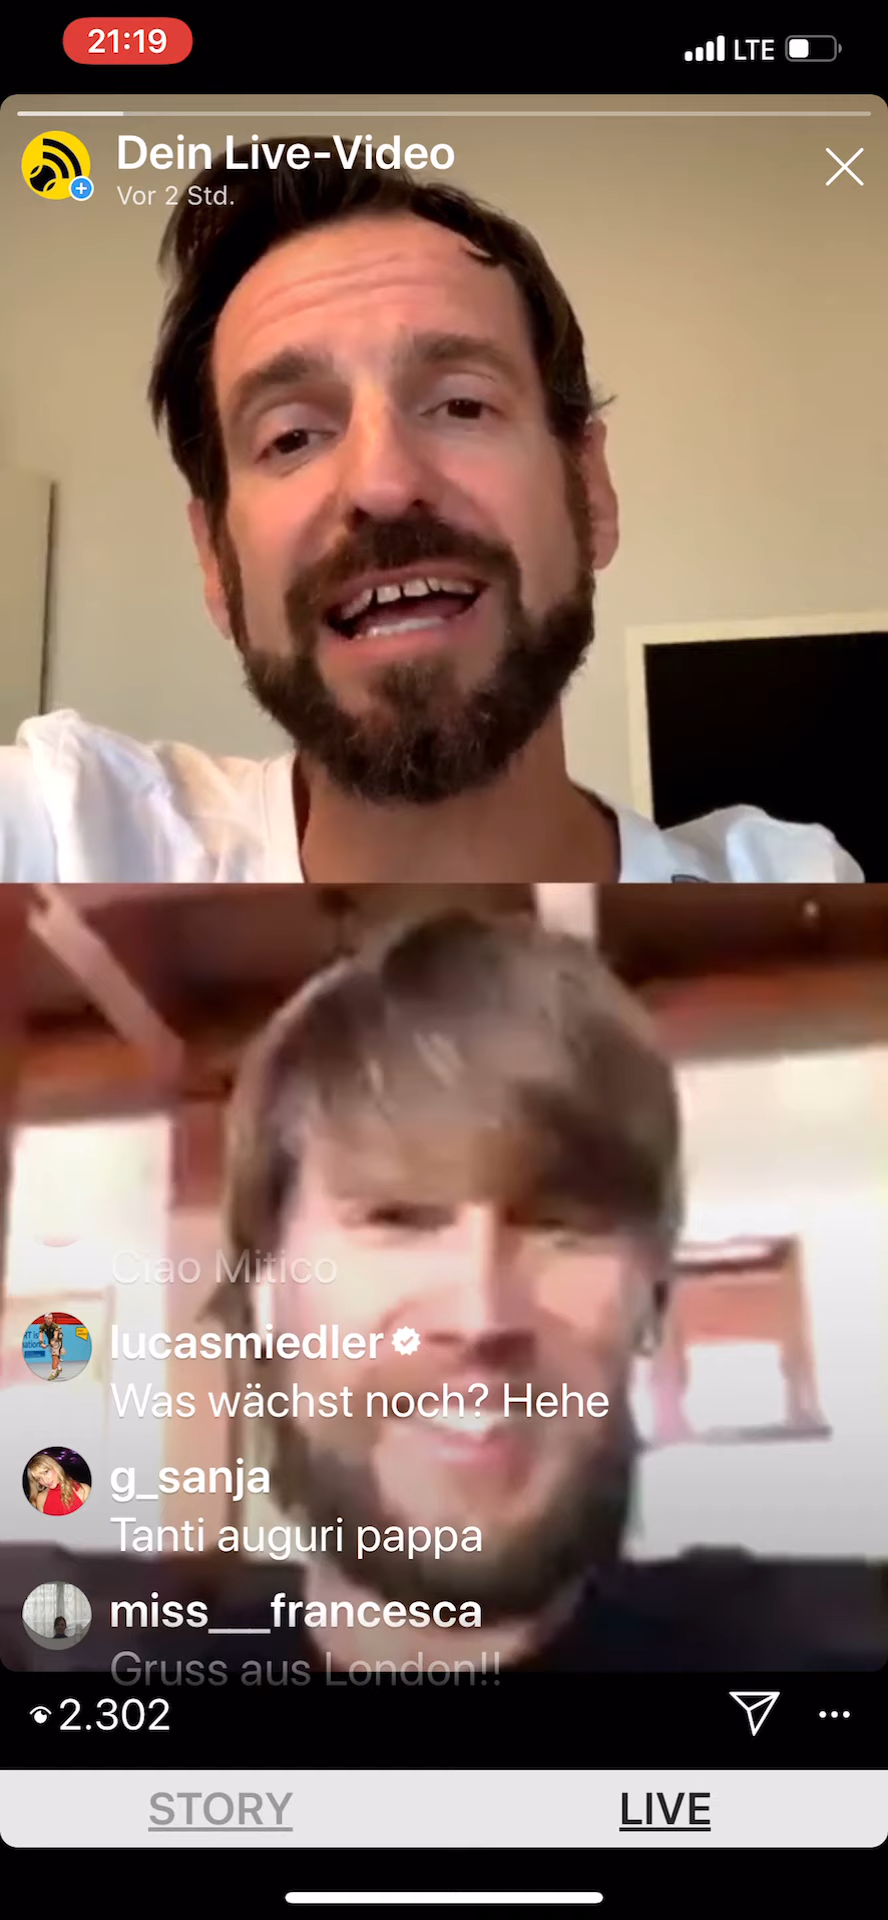 21:19
LTE
Dein Live-Video
Vor 2 Std.
Ciao Mitico
lucasmiedler
Was wächst noch? Hehe
g_sanja
Tanti auguri pappa
miss___francesca
Gruss aus London!!
2.302
STORY
LIVE